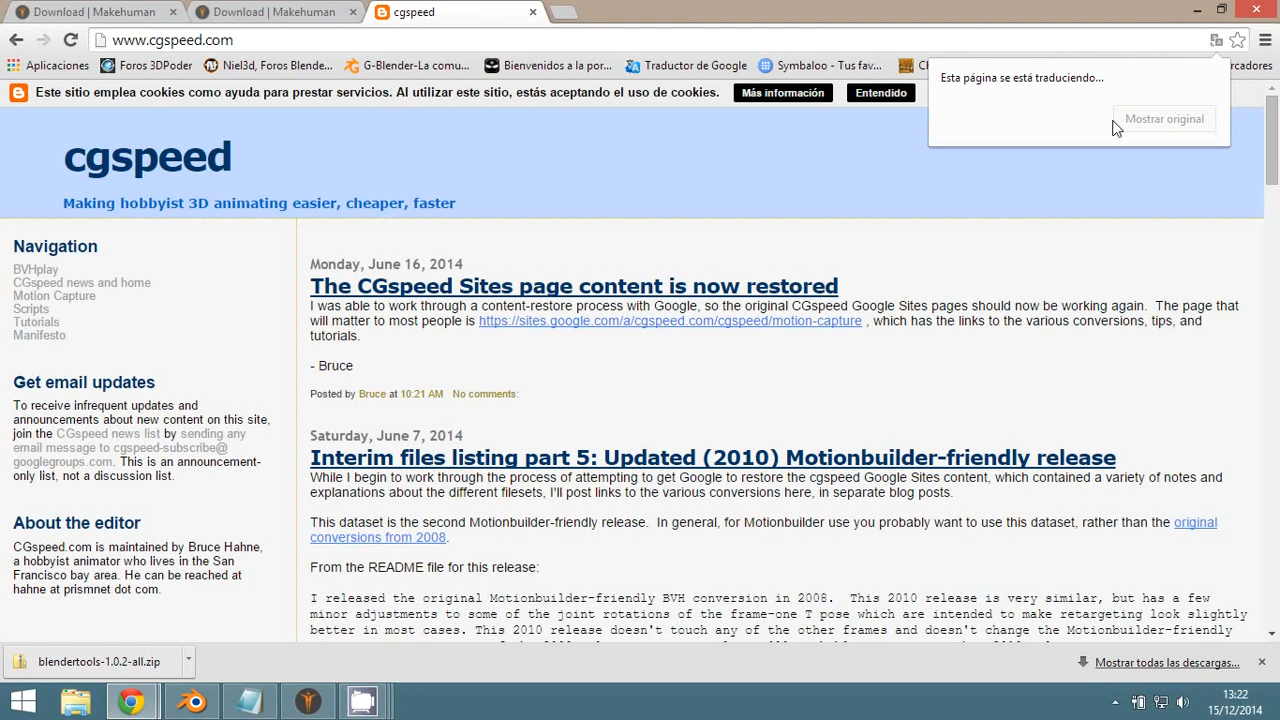 Download | Makehuman
Download | Makehuman
cgspeed
www.cgspeed.com
Aplicaciones
Foros 3DPoder
Niel3d, Foros Blende...
G-Blender-La comu...
Bienvenidos a la por...
Traductor de Google
Symbaloo - Tus fav...
Esta página se está traduciendo...
Mostrar original
Este sitio emplea cookies como ayuda para prestar servicios. Al utilizar este sitio, estás aceptando el uso de cookies.
Más información
Entendido
cgspeed
Making hobbyist 3D animating easier, cheaper, faster
Navigation
BVHplay
CGspeed news and home
Motion Capture
Scripts
Tutorials
Manifesto
Get email updates
To receive infrequent updates and
announcements about new content on this site,
join the CGspeed news list by sending any
email message to cgspeed-subscribe@
googlegroups.com. This is an announcement-
only list, not a discussion list.
About the editor
CGspeed.com is maintained by Bruce Hahne,
a hobbyist animator who lives in the San
Francisco bay area. He can be reached at
hahne at prismnet dot com.
Monday, June 16, 2014
The CGspeed Sites page content is now restored
I was able to work through a content-restore process with Google, so the original CGspeed Google Sites pages should now be working again. The page that
will matter to most people is https://sites.google.com/a/cgspeed.com/cgspeed/motion-capture , which has the links to the various conversions, tips, and
tutorials.
- Bruce
Posted by Bruce at 10:21 AM No comments:
Saturday, June 7, 2014
Interim files listing part 5: Updated (2010) Motionbuilder-friendly release
While I begin to work through the process of attempting to get Google to restore the cgspeed Google Sites content, which contained a variety of notes and
explanations about the different filesets, I'll post links to the various conversions here, in separate blog posts.
This dataset is the second Motionbuilder-friendly release. In general, for Motionbuilder use you probably want to use this dataset, rather than the original
conversions from 2008.
From the README file for this release:
I released the original Motionbuilder-friendly BVH conversion in 2008. This 2010 release is very similar, but has a few
minor adjustments to some of the joint rotations of the frame-one T pose which are intended to make retargeting look slightly
better in most cases. This 2010 release doesn't touch any of the other frames and doesn't change the Motionbuilder-friendly
blendertools-1.0.2-all.zip
Mostrar todas las descargas...
13:22
15/12/2014